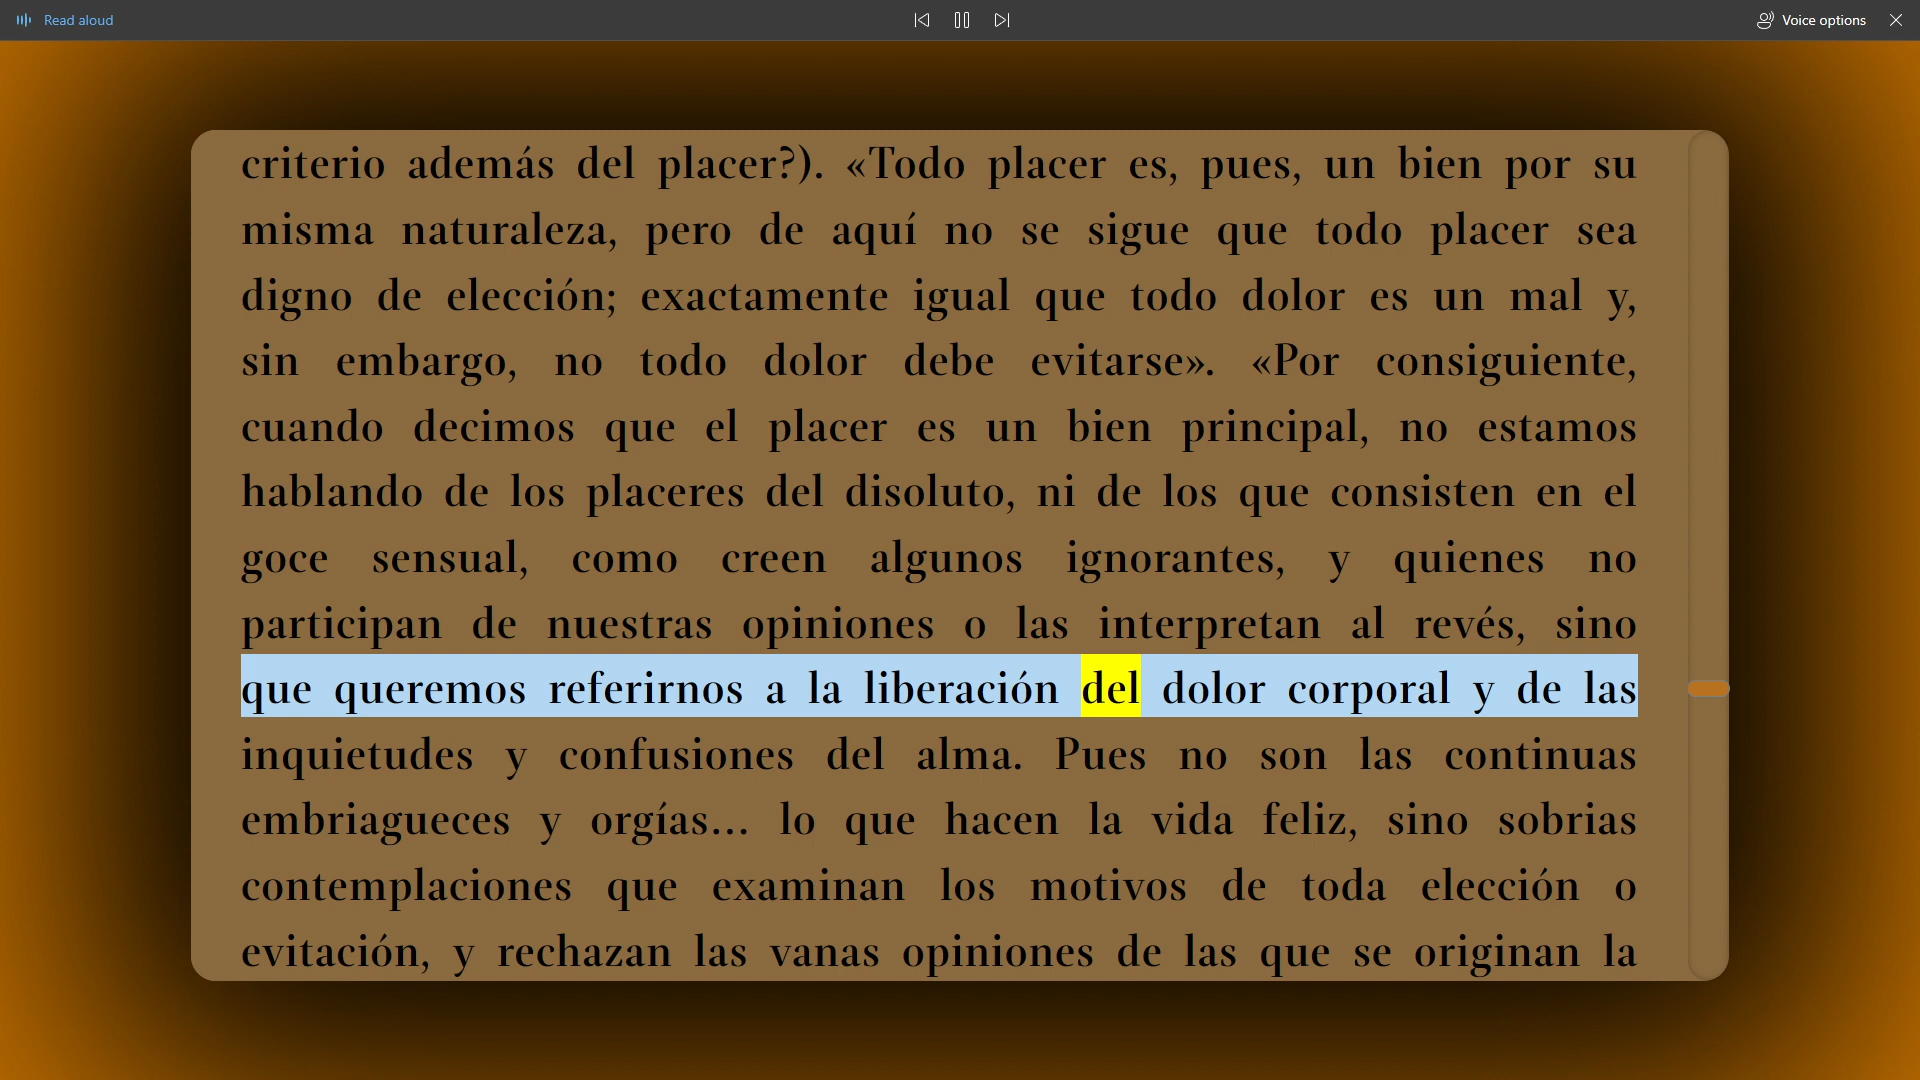 Read aloud
Voice options
criterio además del placer?). «Todo placer es, pues, un bien por su
misma naturaleza, pero de aquí no se sigue que todo placer sea
digno de elección; exactamente igual que todo dolor es un mal y,
sin embargo, no todo dolor debe evitarse». «Por consiguiente,
cuando decimos que el placer es un bien principal, no estamos
hablando de los placeres del disoluto, ni de los que consisten en el
goce sensual, como creen algunos ignorantes, y quienes no
participan de nuestras opiniones o las interpretan al revés, sino
que queremos referirnos a la liberación del dolor corporal y de las
inquietudes y confusiones del alma. Pues no son las continuas
embriagueces y orgías... lo que hacen la vida feliz, sino sobrias
contemplaciones que examinan los motivos de toda elección o
evitación, y rechazan las vanas opiniones de las que se originan la